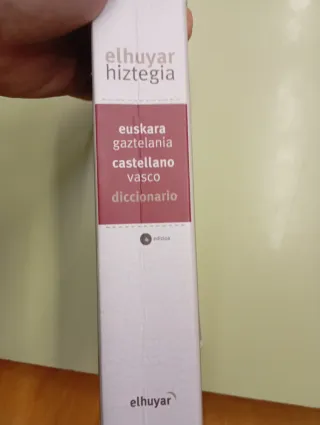 elhuyar
hiztegia
euskara
gaztelania
castellano
vasco
diccionario
elhuyar